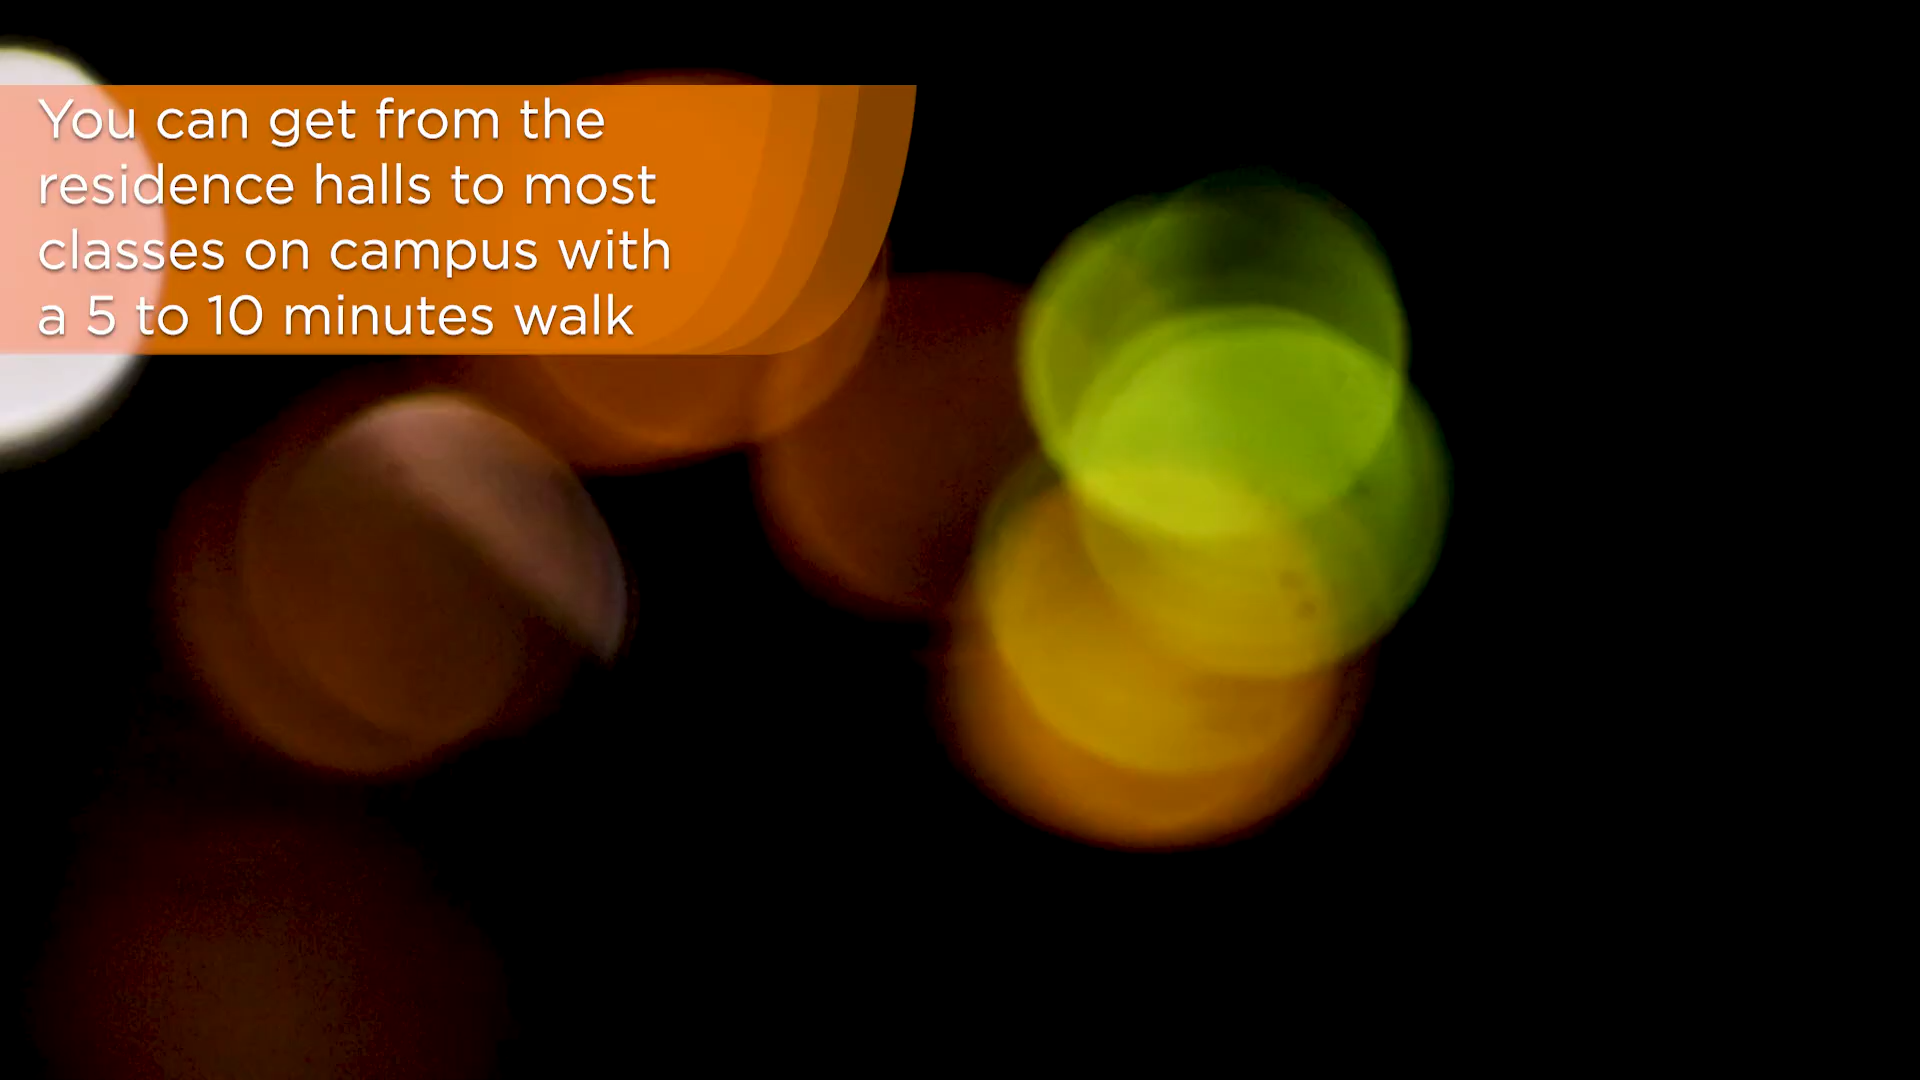 You can get from the
residence halls to most
classes on campus with
a 5 to 10 minutes walk